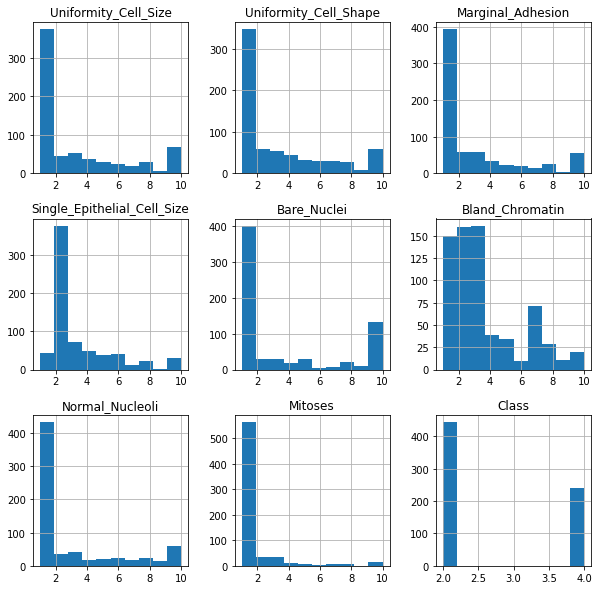 Uniformity_Cell_Size
300
200
100
0
2 4 6 8 10
Uniformity_Cell_Shape
300
200
100
0
2 4 6 8 10
Marginal_Adhesion
400
300
200
100
0
2 4 6 8 10
Single_Epithelial_Cell_Size
300
200
100
0
2 4 6 8 10
Bare_Nuclei
400
300
200
100
0
2 4 6 8 10
Bland_Chromatin
150
125
100
75
50
25
0
2 4 6 8 10
Normal_Nucleoli
400
300
200
100
0
2 4 6 8 10
Mitoses
500
400
300
200
100
0
2 4 6 8 10
Class
400
300
200
100
0
2.0 2.5 3.0 3.5 4.0